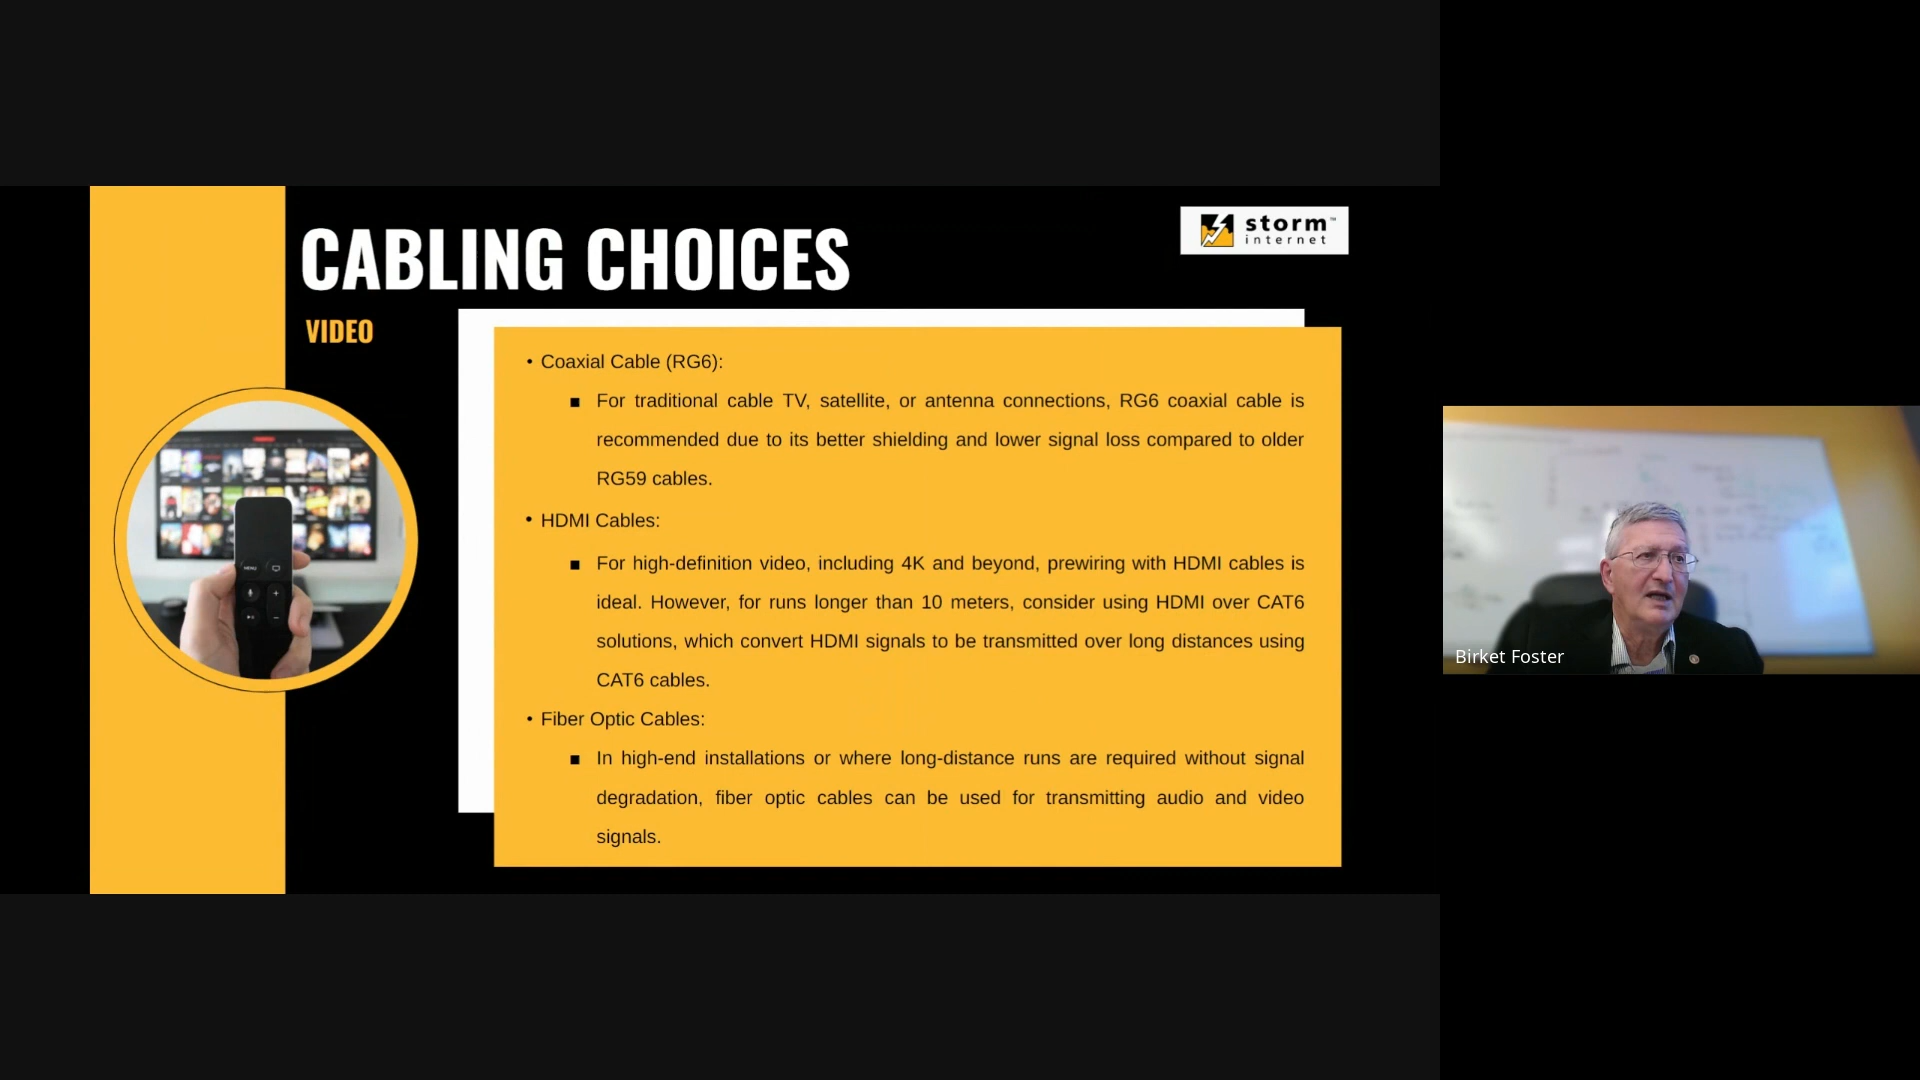 CABLING CHOICES
storm™
internet
VIDEO
• Coaxial Cable (RG6):
▪ For traditional cable TV, satellite, or antenna connections, RG6 coaxial cable is
recommended due to its better shielding and lower signal loss compared to older
RG59 cables.
• HDMI Cables:
▪ For high-definition video, including 4K and beyond, prewiring with HDMI cables is
ideal. However, for runs longer than 10 meters, consider using HDMI over CAT6
solutions, which convert HDMI signals to be transmitted over long distances using
CAT6 cables.
• Fiber Optic Cables:
▪ In high-end installations or where long-distance runs are required without signal
degradation, fiber optic cables can be used for transmitting audio and video
signals.
MENU
Birket Foster